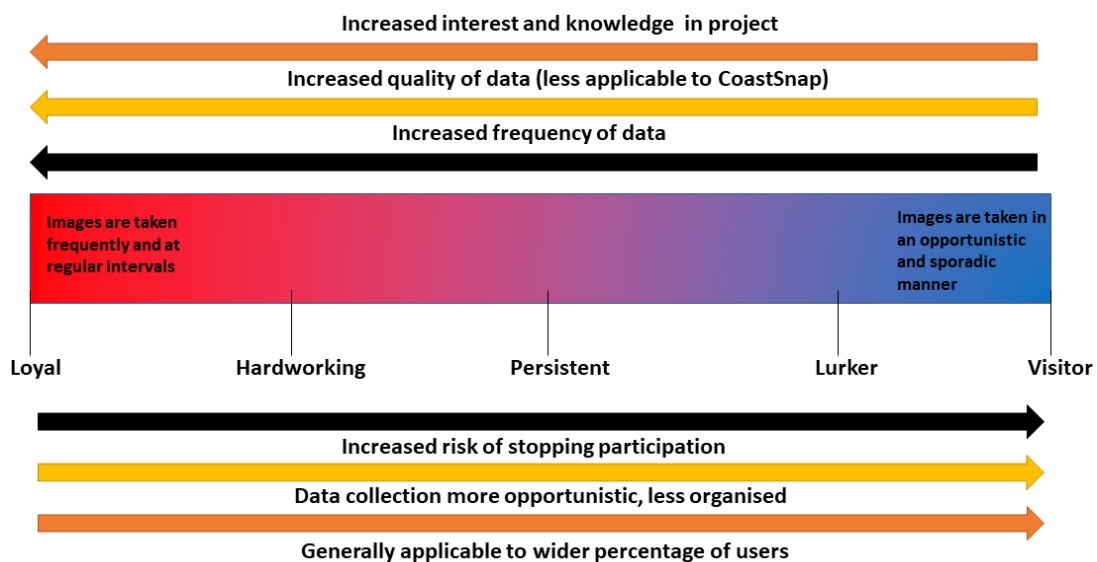 Increased interest and knowledge in project
Increased quality of data (less applicable to CoastSnap)
Increased frequency of data
Images are taken
frequently and at
regular intervals
Images are taken in
an opportunistic
and sporadic
manner
Loyal
Hardworking
Persistent
Lurker
Visitor
Increased risk of stopping participation
Data collection more opportunistic, less organised
Generally applicable to wider percentage of users